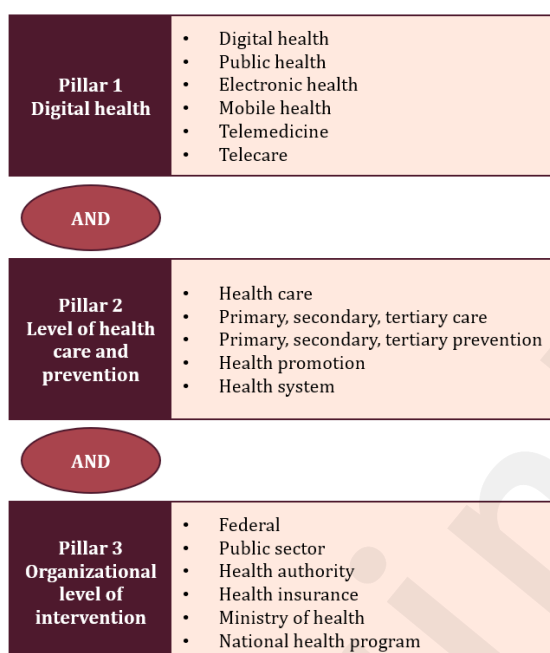 Pillar 1
Digital health
• Digital health
• Public health
• Electronic health
• Mobile health
• Telemedicine
• Telecare
AND
Pillar 2
Level of health
care and
prevention
• Health care
• Primary, secondary, tertiary care
• Primary, secondary, tertiary prevention
• Health promotion
• Health system
AND
Pillar 3
Organizational
level of
intervention
• Federal
• Public sector
• Health authority
• Health insurance
• Ministry of health
• National health program